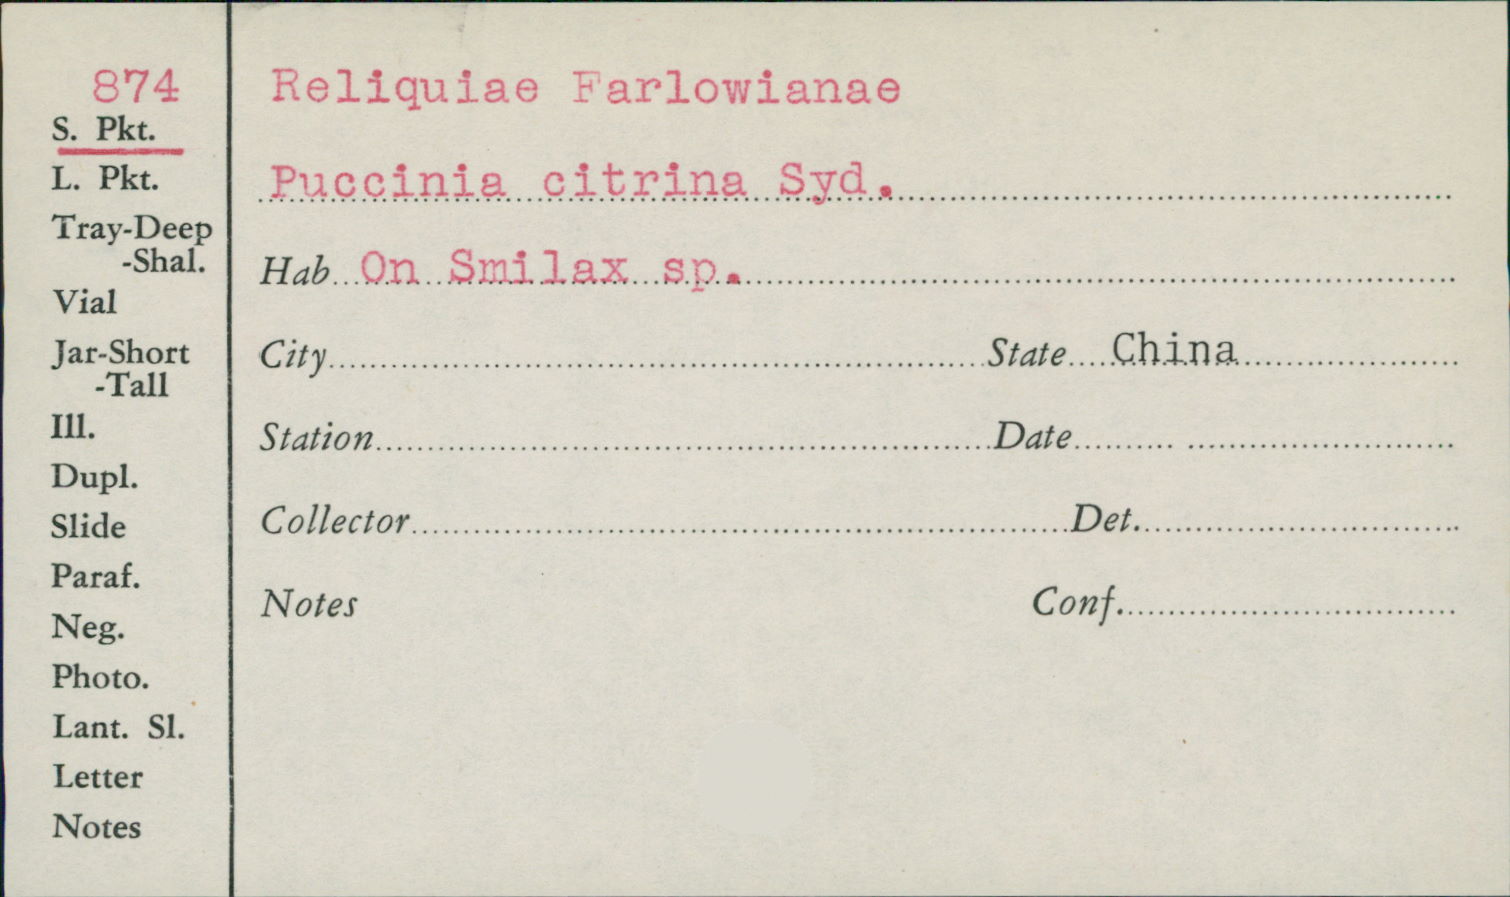 874
S. Pkt.
L. Pkt.
Tray-Deep
-Shal.
Vial
Jar-Short
-Tall
Ill.
Dupl.
Slide
Paraf.
Neg.
Photo.
Lant. Sl.
Letter
Notes
Reliquiae Farlowianae
Puccinia citrina Syd.
Hab On Smilax sp.
City State China
Station Date
Collector Det.
Notes Conf.